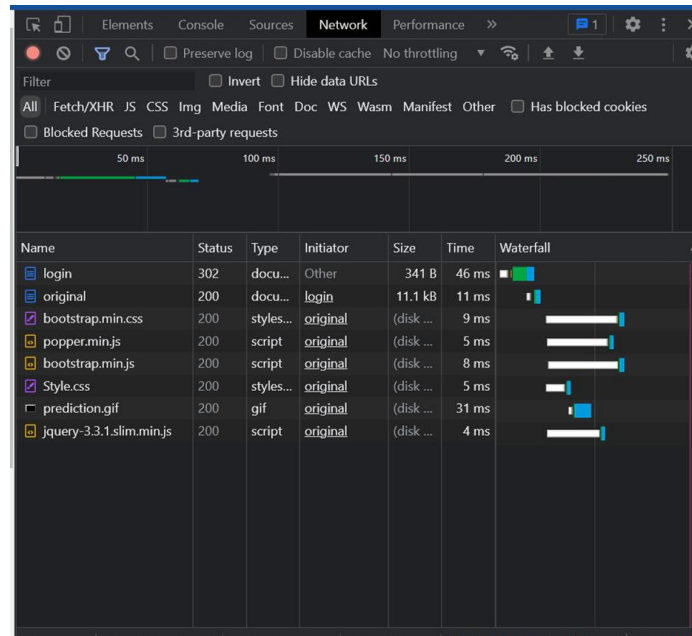 Elements Console Sources Network Performance » 1
Preserve log Disable cache No throttling
Filter Invert Hide data URLs
All Fetch/XHR JS CSS Img Media Font Doc WS Wasm Manifest Other Has blocked cookies
Blocked Requests 3rd-party requests
50 ms 100 ms 150 ms 200 ms 250 ms
Name Status Type Initiator Size Time Waterfall
login 302 docu... Other 341 B 46 ms
original 200 docu... login 11.1 kB 11 ms
bootstrap.min.css 200 styles... original (disk ... 9 ms
popper.min.js 200 script original (disk ... 5 ms
bootstrap.min.js 200 script original (disk ... 8 ms
Style.css 200 styles... original (disk ... 5 ms
prediction.gif 200 gif original (disk ... 31 ms
jquery-3.3.1.slim.min.js 200 script original (disk ... 4 ms